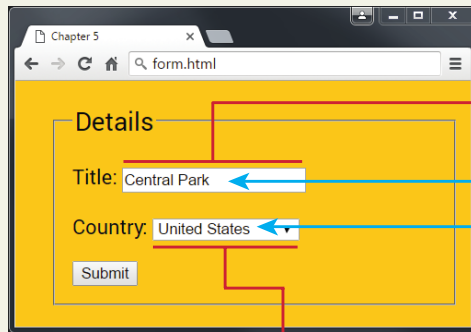 Chapter 5
form.html
Details
Title: Central Park
Country: United States
Submit